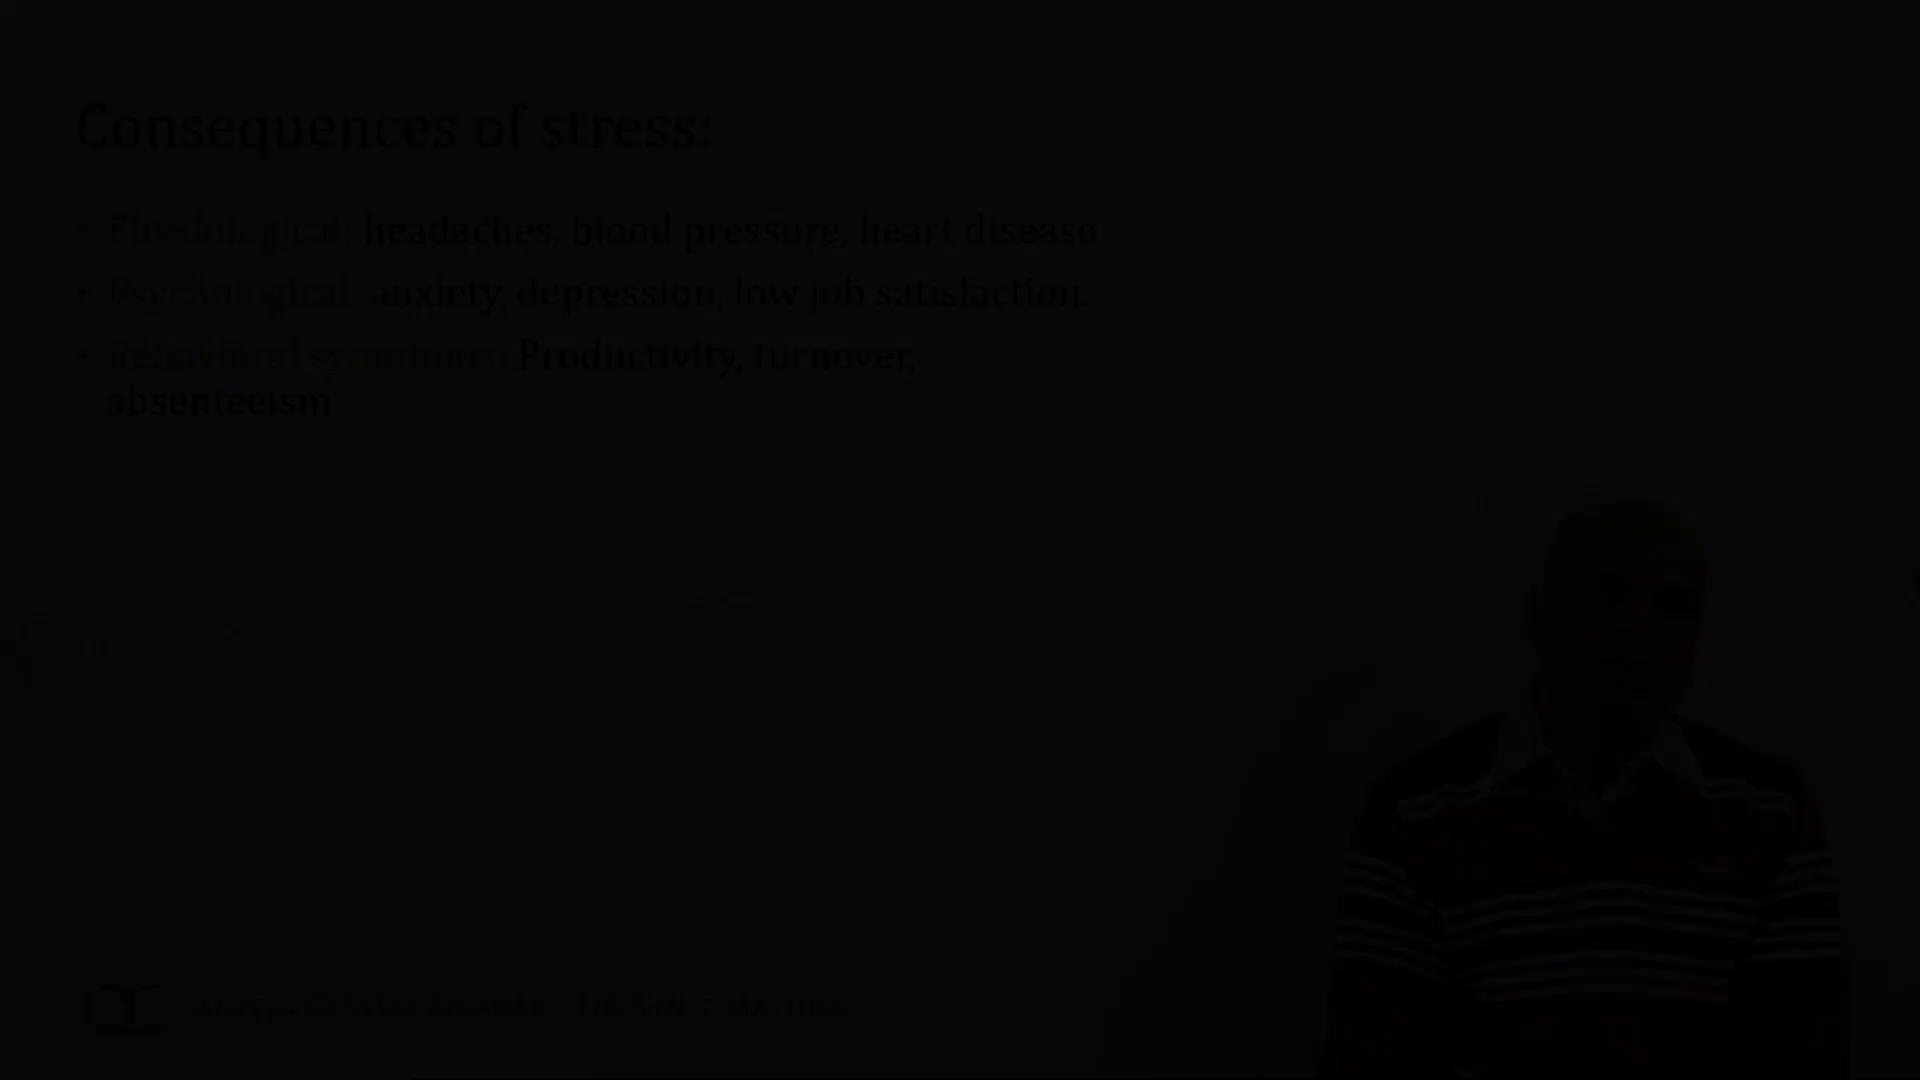 Consequences of stress:
• Physiological: headaches, blood pressure, heart disease
• Psychological: anxiety, depression, low job satisfaction.
• Behavioral symptoms: Productivity, turnover,
absenteeism